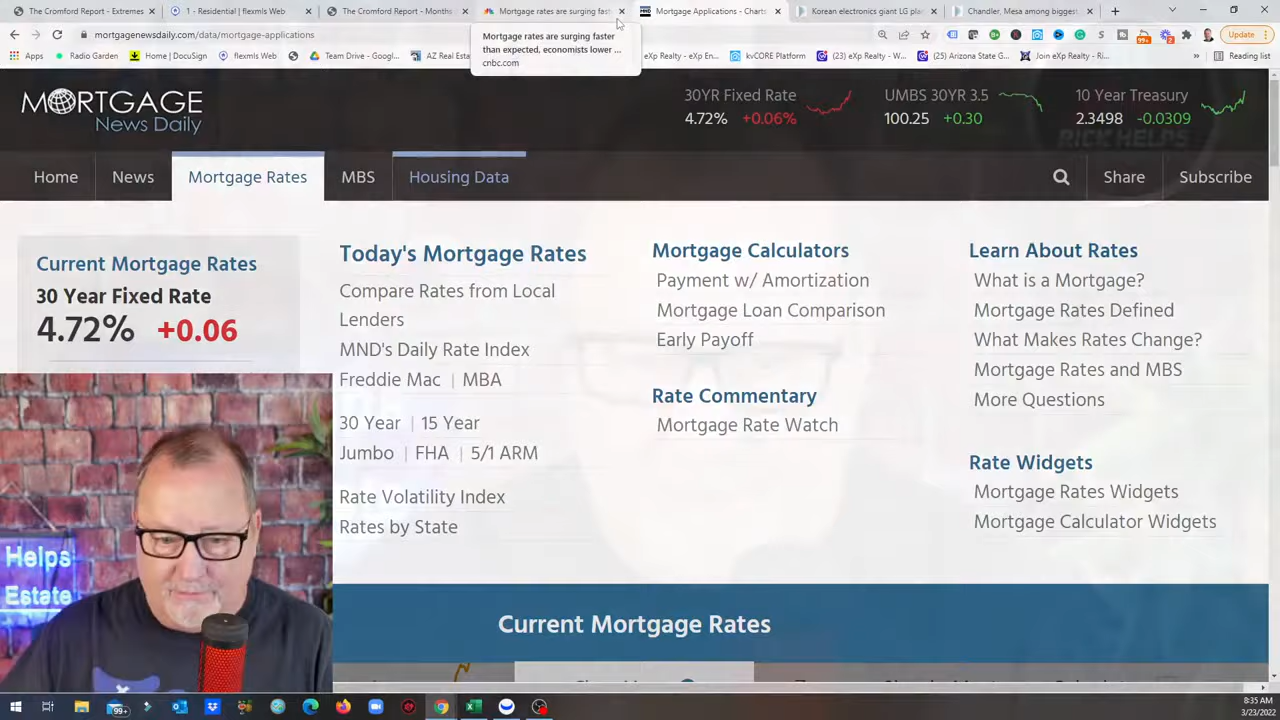 The Cromford Report - Extremes
1 - Residential | flexmls Web
The Cromford Report - Months
Mortgage rates are surging fast
Mortgage Applications - Charts
Korean electronics giant LG pla
Chandler, Mesa among biggest
mortgagenewsdaily.com/data/mortgage-applications
Update
Mortgage rates are surging faster
than expected, economists lower ...
cnbc.com
Apps
Radio Garden
Home | DocuSign
flexmls Web
Team Drive - Googl...
AZ Real Esta
eXp Realty - eXp En...
kvCORE Platform
(23) eXp Realty - W...
(25) Arizona State G...
Join eXp Realty - Ri...
Reading list
MORTGAGE
News Daily
30YR Fixed Rate
4.72% +0.06%
UMBS 30YR 3.5
100.25 +0.30
10 Year Treasury
2.3498 -0.0309
RICK HELPS
Home
News
Mortgage Rates
MBS
Housing Data
Share
Subscribe
Current Mortgage Rates
30 Year Fixed Rate
4.72% +0.06
Today's Mortgage Rates
Compare Rates from Local
Lenders
MND's Daily Rate Index
Freddie Mac | MBA
30 Year | 15 Year
Jumbo | FHA | 5/1 ARM
Rate Volatility Index
Rates by State
Mortgage Calculators
Payment w/ Amortization
Mortgage Loan Comparison
Early Payoff
Rate Commentary
Mortgage Rate Watch
Learn About Rates
What is a Mortgage?
Mortgage Rates Defined
What Makes Rates Change?
Mortgage Rates and MBS
More Questions
Rate Widgets
Mortgage Rates Widgets
Mortgage Calculator Widgets
Helps
Estate
Current Mortgage Rates
99+
8:35 AM
3/23/2022